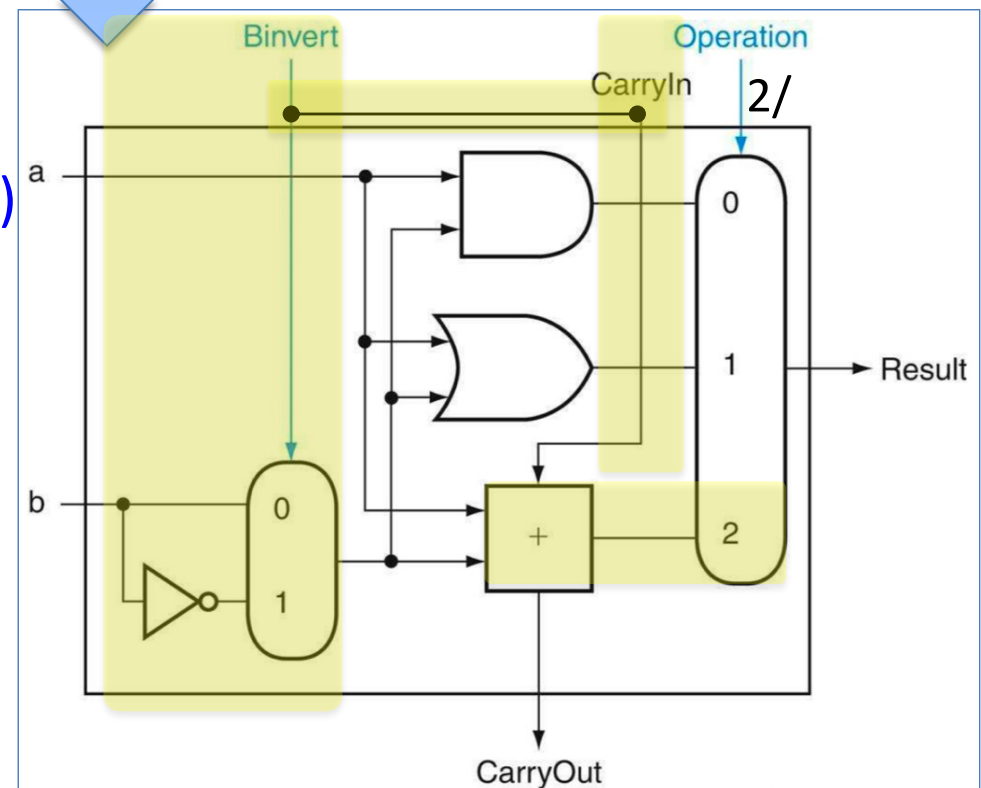 Binvert
Operation
CarryIn
2/
a
)
0
1
Result
b
0
+
2
1
CarryOut